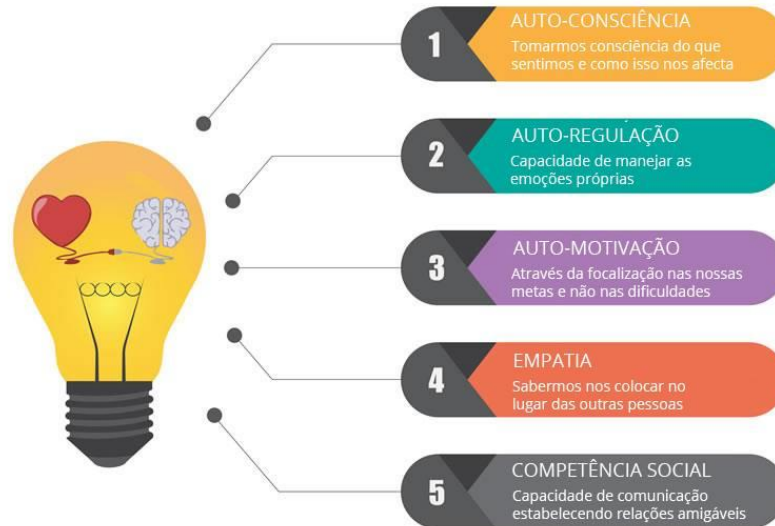 1
AUTO-CONSCIÊNCIA
Tomarmos consciência do que
sentimos e como isso nos afecta
2
AUTO-REGULAÇÃO
Capacidade de manejar as
emoções próprias
3
AUTO-MOTIVAÇÃO
Através da focalização nas nossas
metas e não nas dificuldades
4
EMPATIA
Sabermos nos colocar no
lugar das outras pessoas
5
COMPETÊNCIA SOCIAL
Capacidade de comunicação
estabelecendo relações amigáveis